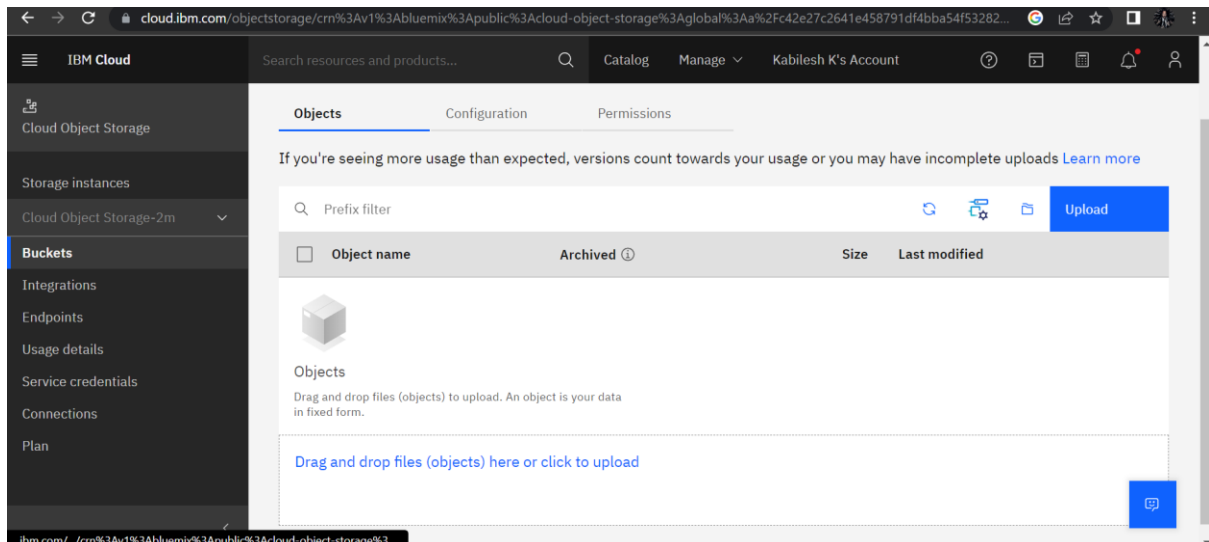 cloud.ibm.com/objectstorage/crn%3Av1%3Abluemix%3Apublic%3Acloud-object-storage%3Aglobal%3Aa%2Fc42e27c2641e458791df4bba54f53282...
IBM Cloud
Search resources and products...
Catalog
Manage
Kabilesh K's Account
Cloud Object Storage
Storage instances
Cloud Object Storage-2m
Buckets
Integrations
Endpoints
Usage details
Service credentials
Connections
Plan
Objects
Configuration
Permissions
If you're seeing more usage than expected, versions count towards your usage or you may have incomplete uploads Learn more
Prefix filter
Upload
Object name
Archived
Size
Last modified
Objects
Drag and drop files (objects) to upload. An object is your data
in fixed form.
Drag and drop files (objects) here or click to upload